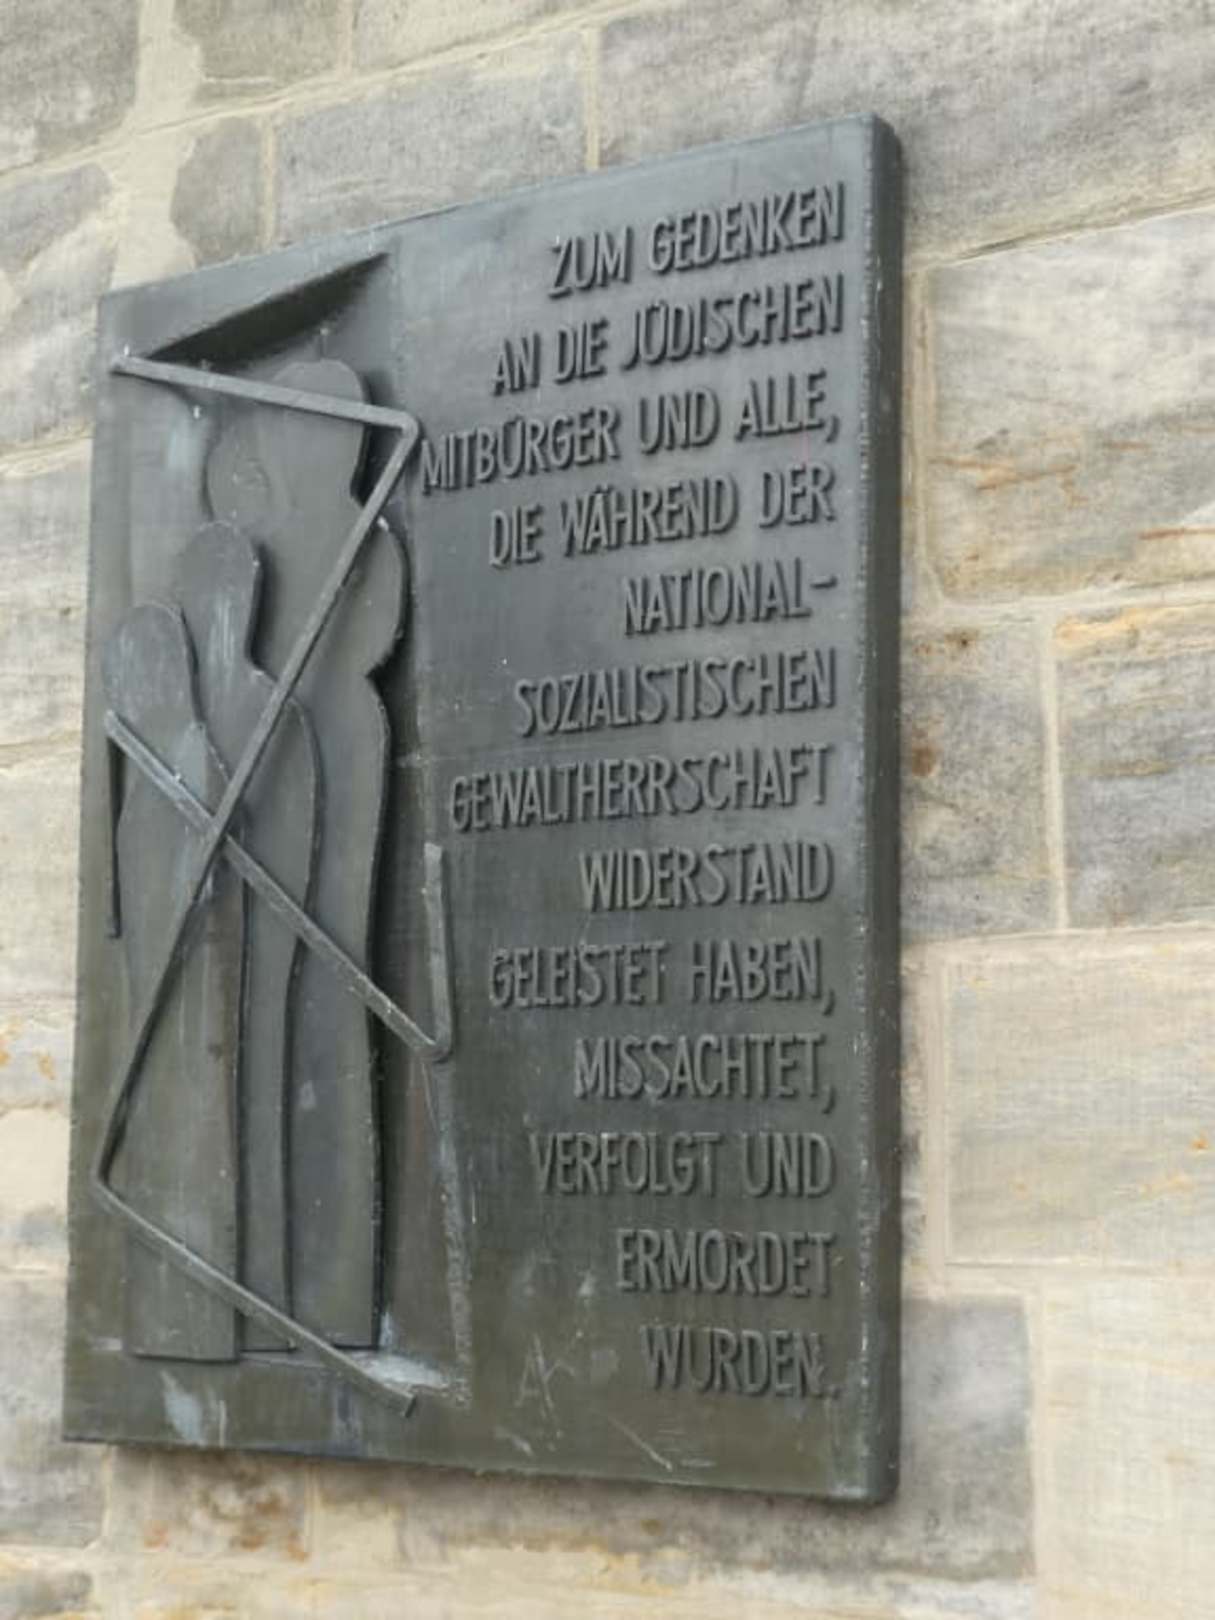 ZUM GEDENKEN
AN DIE JÜDISCHEN
MITBÜRGER UND ALLE,
DIE WÄHREND DER
NATIONAL-
SOZIALISTISCHEN
GEWALTHERRSCHAFT
WIDERSTAND
GELEISTET HABEN,
MISSACHTET,
VERFOLGT UND
ERMORDET
WURDEN.